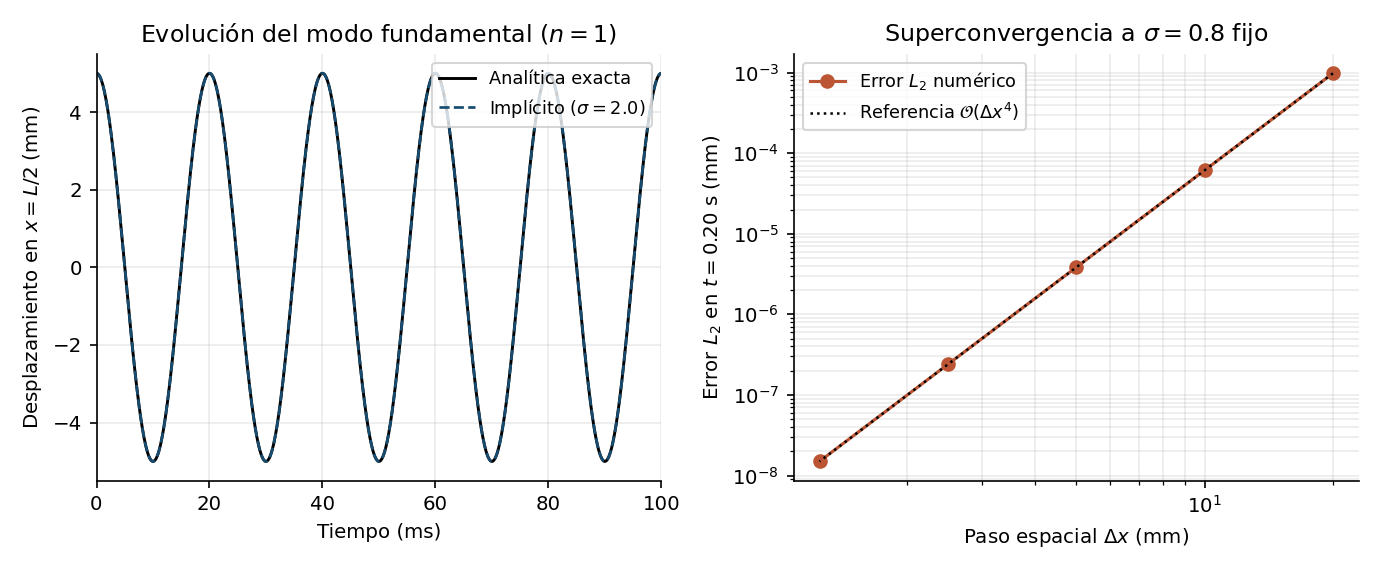 Evolución del modo fundamental (n = 1)
Desplazamiento en x = L/2 (mm)
4
2
0
−2
−4
Analítica exacta
Implícito (σ = 2.0)
0 20 40 60 80 100
Tiempo (ms)
Superconvergencia a σ = 0.8 fijo
Error L₂ en t = 0.20 s (mm)
10⁻³
10⁻⁴
10⁻⁵
10⁻⁶
10⁻⁷
10⁻⁸
Error L₂ numérico
Referencia 𝒪(Δx⁴)
10¹
Paso espacial Δx (mm)